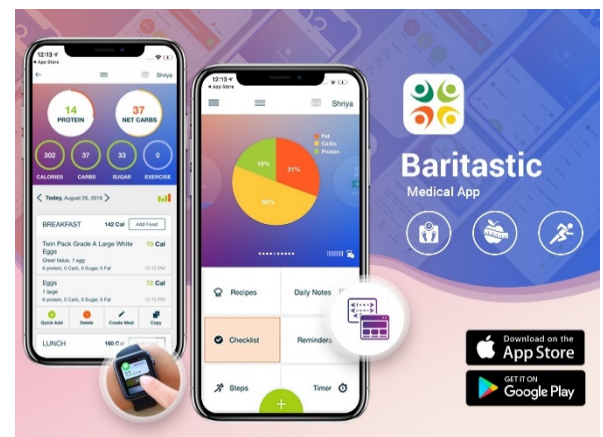 12:13
App Store
Shriya
14
PROTEIN
37
NET CARBS
302
37
33
0
CALORIES
CARBS
SUGAR
EXERCISE
Today, August 26, 2019
BREAKFAST
142 Cal
Add Food
Twin Pack Grade A Large White Eggs
70 Cal
Great Value, 1 egg
6 protein, 0 Carb, 0 Sugar, 5 Fat
12:12 PM
Eggs
72 Cal
1 large
6 protein, 0 Carb, 0 Sugar, 5 Fat
12:12 PM
Quick Add
Delete
Create Meal
Copy
LUNCH
160 Cal
12:13
App Store
Shriya
Fat
Carbs
Protein
19%
31%
Recipes
Daily Notes
Checklist
Reminders
Steps
Timer
+
Baritastic
Medical App
Download on the
App Store
GET IT ON
Google Play